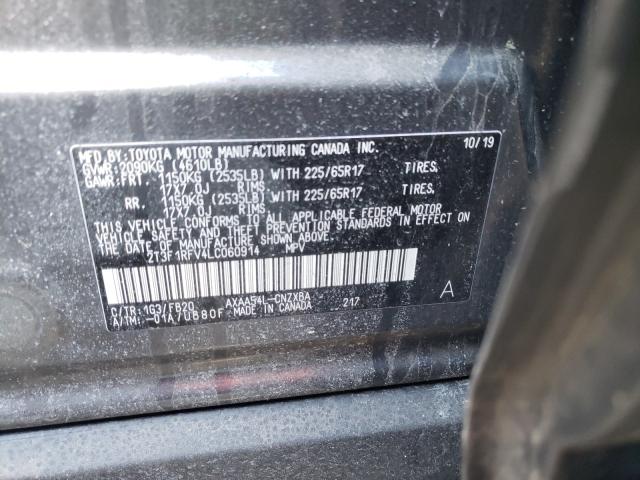 MFD.BY:TOYOTA MOTOR MANUFACTURING CANADA INC. 10/19
GVWR:2090KG (4610LB)
GAWR:FRT. 1150KG (2535LB) WITH 225/65R17 TIRES,
17X7.0J RIMS
RR. 1150KG (2535LB) WITH 225/65R17 TIRES,
17X7.0J RIMS
THIS VEHICLE CONFORMS TO ALL APPLICABLE FEDERAL MOTOR
VEHICLE SAFETY AND THEFT PREVENTION STANDARDS IN EFFECT ON
THE DATE OF MANUFACTURE SHOWN ABOVE.
2T3F1RFV4LC060914 MPV
C/TR:1G3/FB20 AXAA54L-CNZXBA 217 A
A/TM:-01A/UB80F MADE IN CANADA